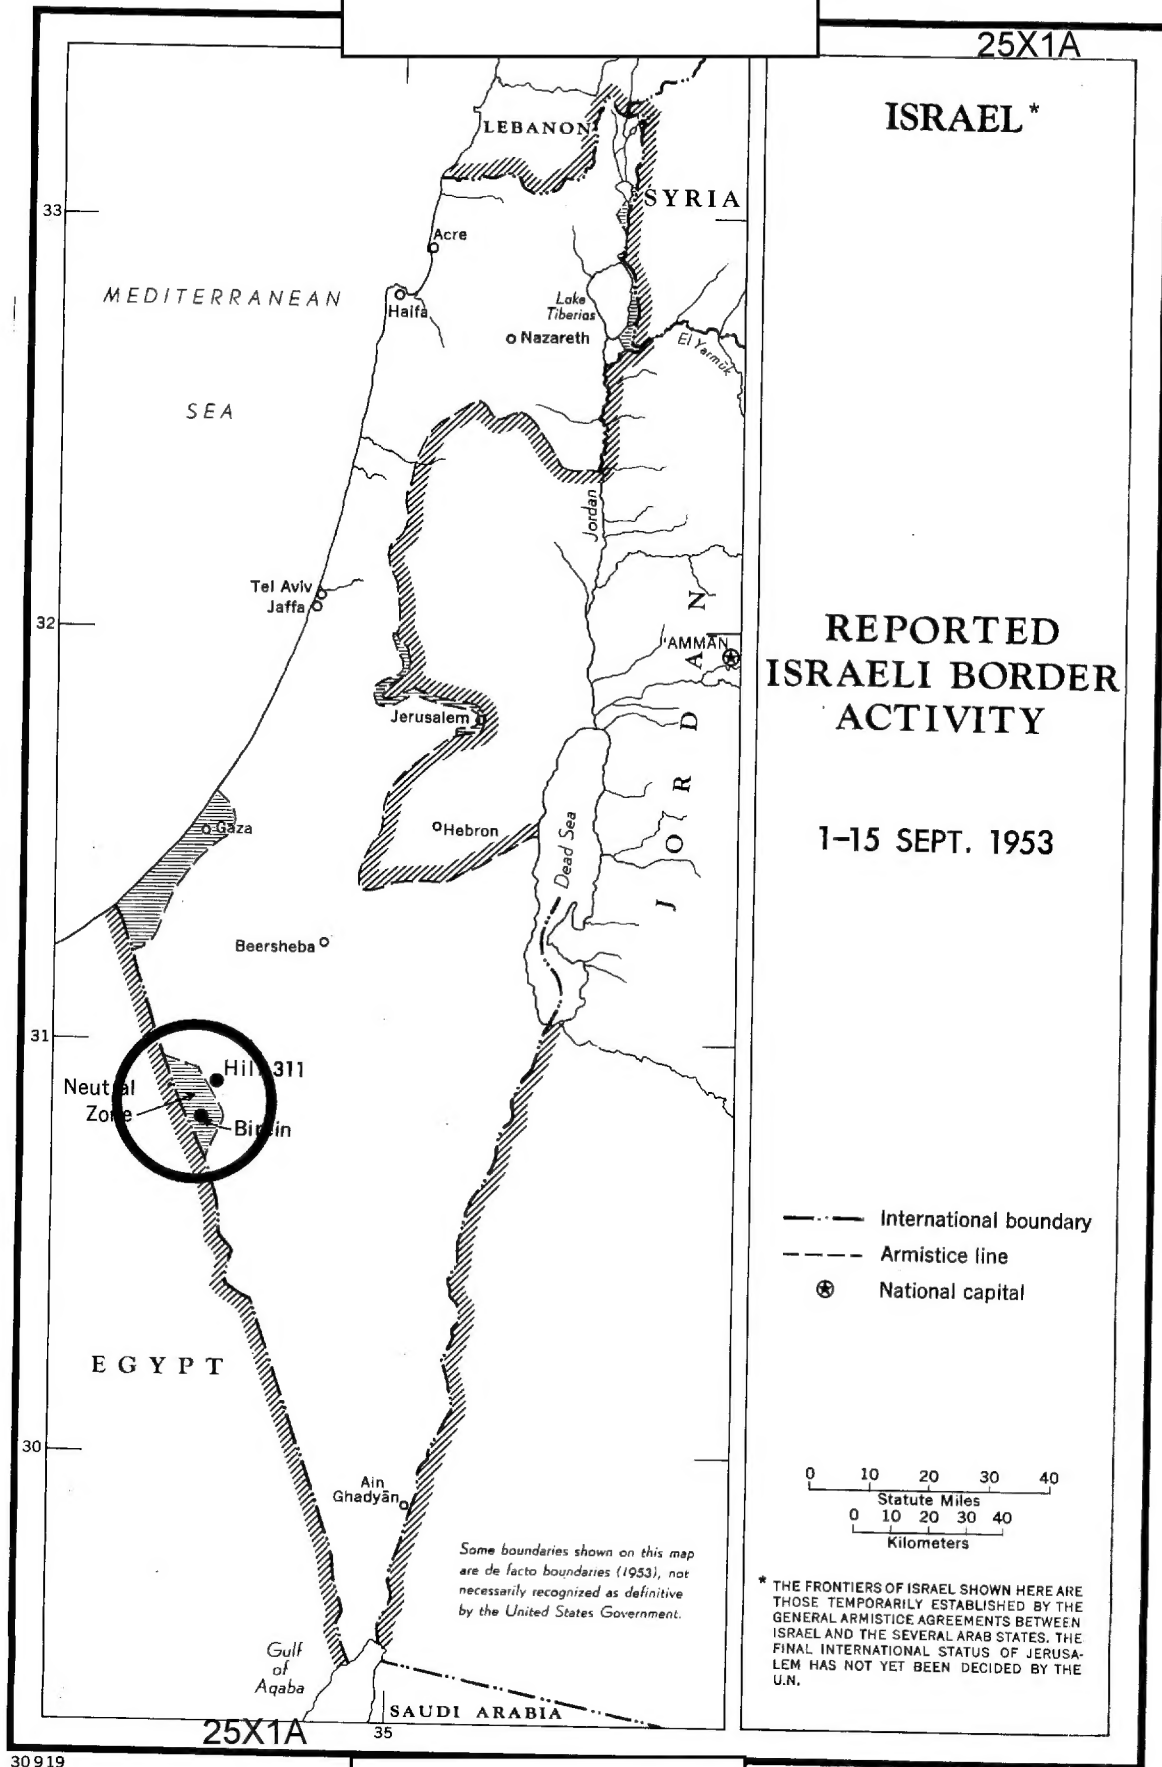 25X1A
ISRAEL*
LEBANON
SYRIA
33
Acre
MEDITERRANEAN
Haifa
Lake
Tiberias
Nazareth
El Yarmūk
SEA
Jordan
Tel Aviv
Jaffa
32
'AMMĀN
JORDAN
REPORTED
ISRAELI BORDER
ACTIVITY
Jerusalem
Gaza
Hebron
Dead Sea
1–15 SEPT. 1953
Beersheba
31
Hill 311
Neutral
Zone
Birein
International boundary
Armistice line
National capital
EGYPT
30
Ain
Ghadyān
0 10 20 30 40
Statute Miles
0 10 20 30 40
Kilometers
Some boundaries shown on this map
are de facto boundaries (1953), not
necessarily recognized as definitive
by the United States Government.
* THE FRONTIERS OF ISRAEL SHOWN HERE ARE
THOSE TEMPORARILY ESTABLISHED BY THE
GENERAL ARMISTICE AGREEMENTS BETWEEN
ISRAEL AND THE SEVERAL ARAB STATES. THE
FINAL INTERNATIONAL STATUS OF JERUSA-
LEM HAS NOT YET BEEN DECIDED BY THE
U.N.
Gulf
of
Aqaba
SAUDI ARABIA
25X1A
35
30919